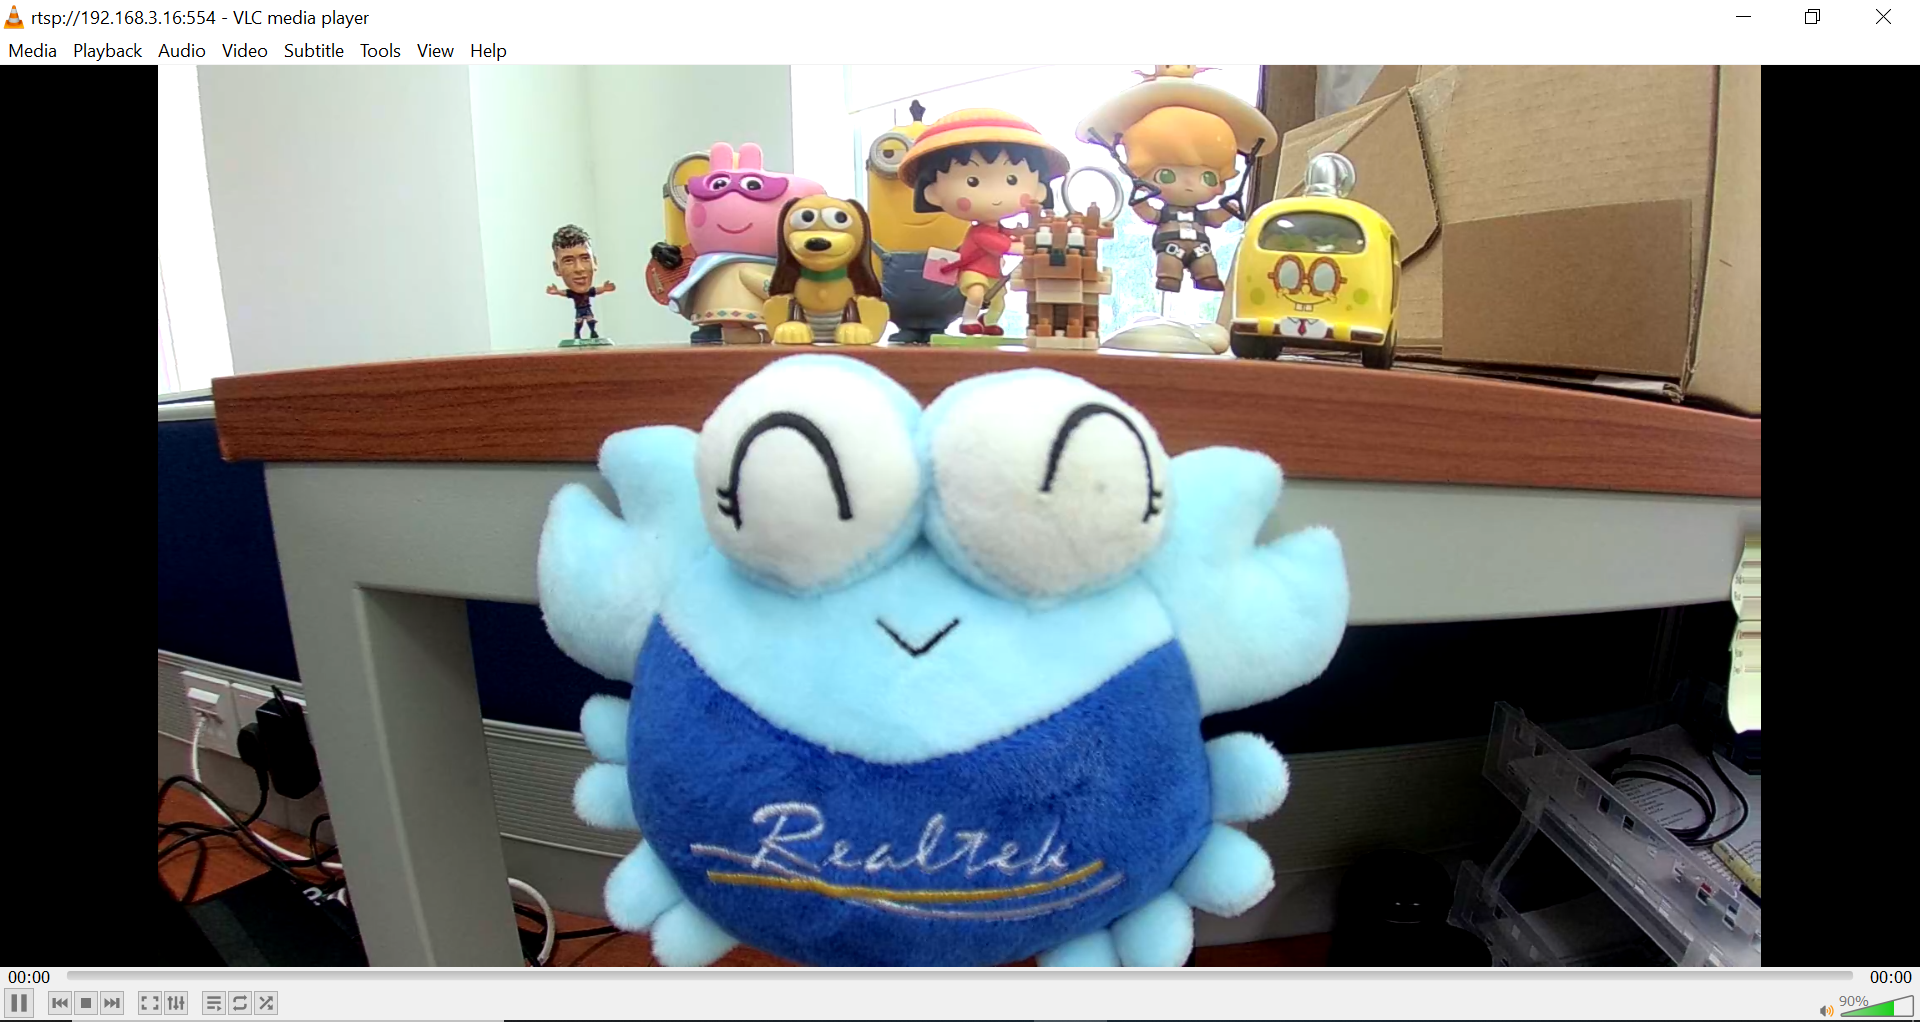 rtsp://192.168.3.16:554 - VLC media player
Media Playback Audio Video Subtitle Tools View Help
Realtek
00:00
00:00
90%